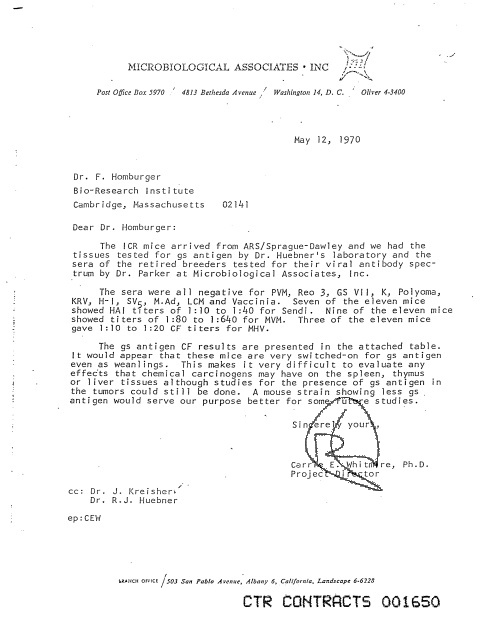 MICROBIOLOGICAL ASSOCIATES • INC
Post Office Box 5970 / 4813 Bethesda Avenue / Washington 14, D. C. / Oliver 4-3400
May 12, 1970
Dr. F. Homburger
Bio-Research Institute
Cambridge, Massachusetts 02141
Dear Dr. Homburger:
The ICR mice arrived from ARS/Sprague-Dawley and we had the
tissues tested for gs antigen by Dr. Huebner's laboratory and the
sera of the retired breeders tested for their viral antibody spec-
trum by Dr. Parker at Microbiological Associates, Inc.
The sera were all negative for PVM, Reo 3, GS VII, K, Polyoma,
KRV, H-I, SV5, M.Ad, LCM and Vaccinia. Seven of the eleven mice
showed HAI titers of 1:10 to 1:40 for Sendi. Nine of the eleven mice
showed titers of 1:80 to 1:640 for MVM. Three of the eleven mice
gave 1:10 to 1:20 CF titers for MHV.
The gs antigen CF results are presented in the attached table.
It would appear that these mice are very switched-on for gs antigen
even as weanlings. This makes it very difficult to evaluate any
effects that chemical carcinogens may have on the spleen, thymus
or liver tissues although studies for the presence of gs antigen in
the tumors could still be done. A mouse strain showing less gs
antigen would serve our purpose better for some future studies.
Sincerely yours,
Carrie E. Whitmire, Ph.D.
Project Director
cc: Dr. J. Kreisher
Dr. R.J. Huebner
ep:CEW
BRANCH OFFICE / 503 San Pablo Avenue, Albany 6, California, Landscape 6-6228
CTR CONTRACTS 001650